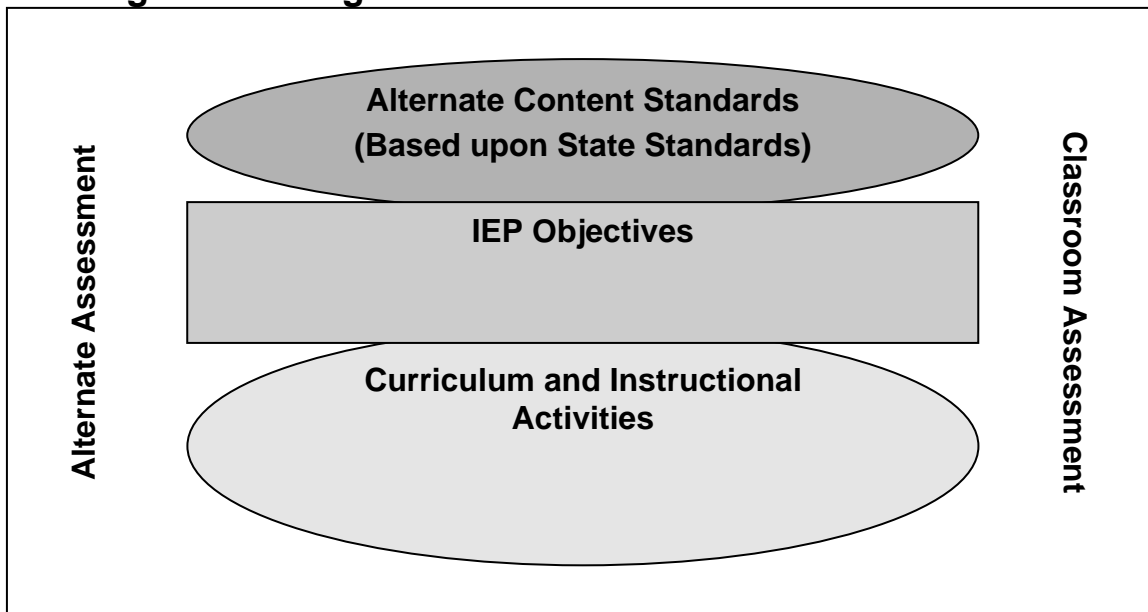 Alternate Content Standards
(Based upon State Standards)
IEP Objectives
Curriculum and Instructional
Activities
Alternate Assessment
Classroom Assessment